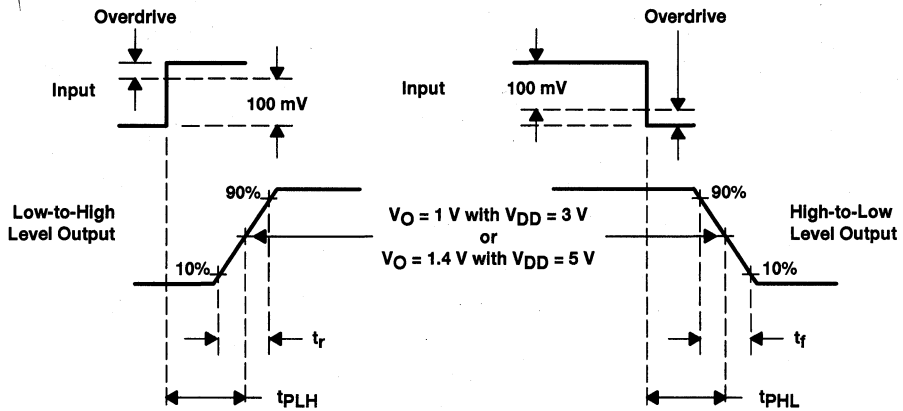 Overdrive
Overdrive
Input
100 mV
Input
100 mV
90%
90%
Low-to-High
Level Output
VO = 1 V with VDD = 3 V
or
VO = 1.4 V with VDD = 5 V
High-to-Low
Level Output
10%
10%
tr
tf
tPLH
tPHL